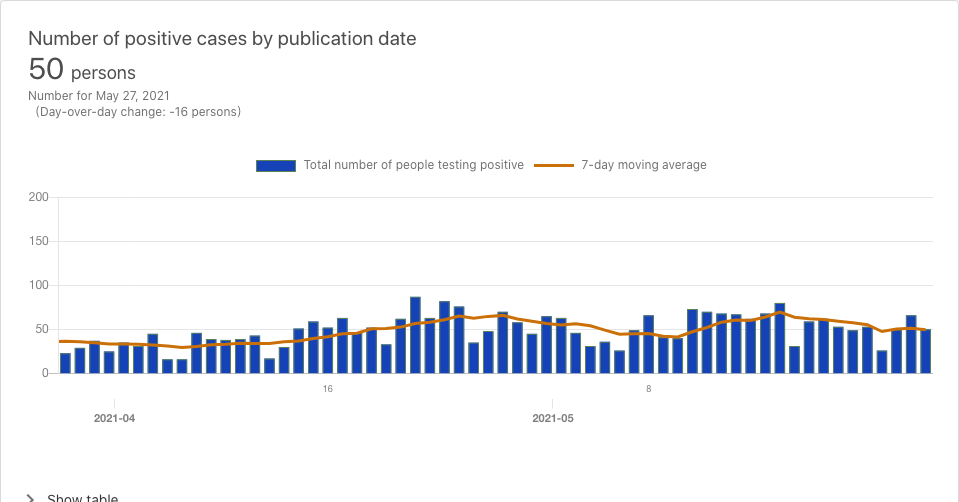 Number of positive cases by publication date
50 persons
Number for May 27, 2021
(Day-over-day change: -16 persons)
Total number of people testing positive 7-day moving average
200
150
100
50
0
16 8
2021-04 2021-05
Show table